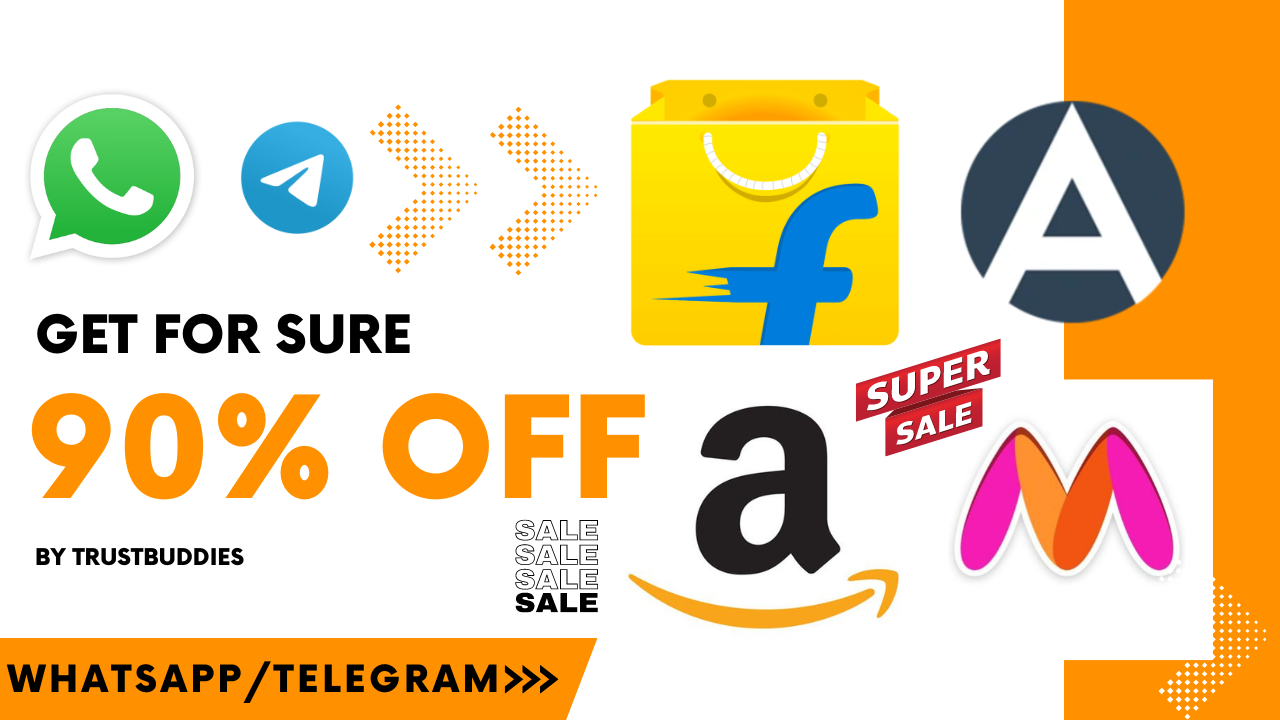 GET FOR SURE
90% OFF
BY TRUSTBUDDIES
SALE
SALE
SALE
SALE
WHATSAPP/TELEGRAM>>>
f
A
SUPER
SALE
a